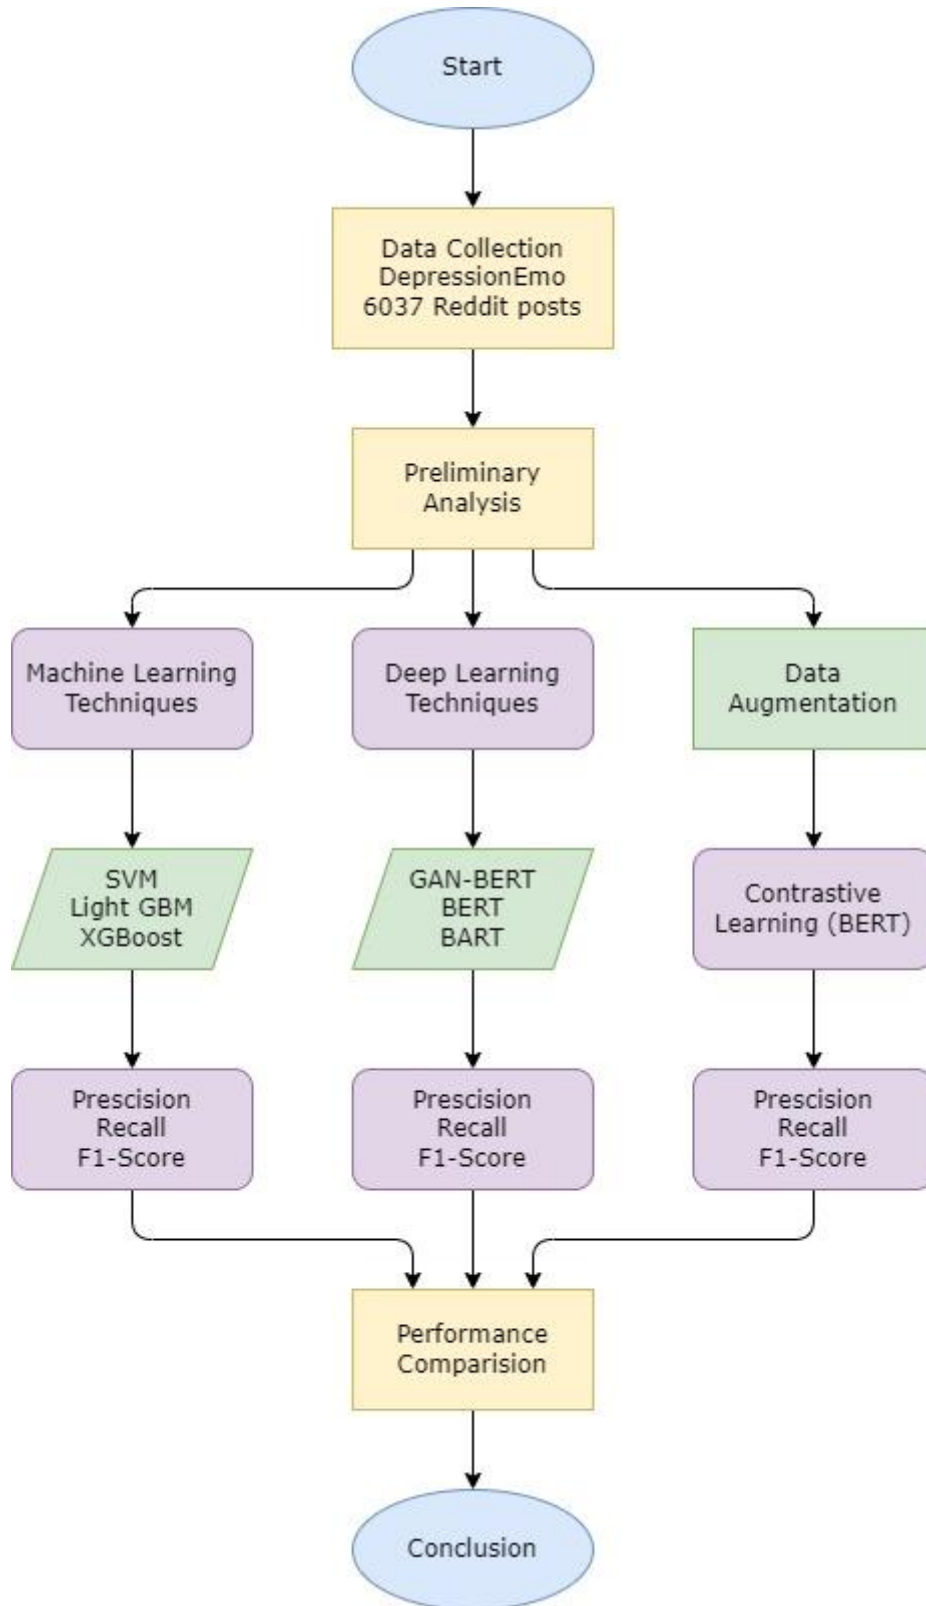 Start
Data Collection
DepressionEmo
6037 Reddit posts
Preliminary
Analysis
Machine Learning
Techniques
Deep Learning
Techniques
Data
Augmentation
SVM
Light GBM
XGBoost
GAN-BERT
BERT
BART
Contrastive
Learning (BERT)
Prescision
Recall
F1-Score
Prescision
Recall
F1-Score
Prescision
Recall
F1-Score
Performance
Comparision
Conclusion